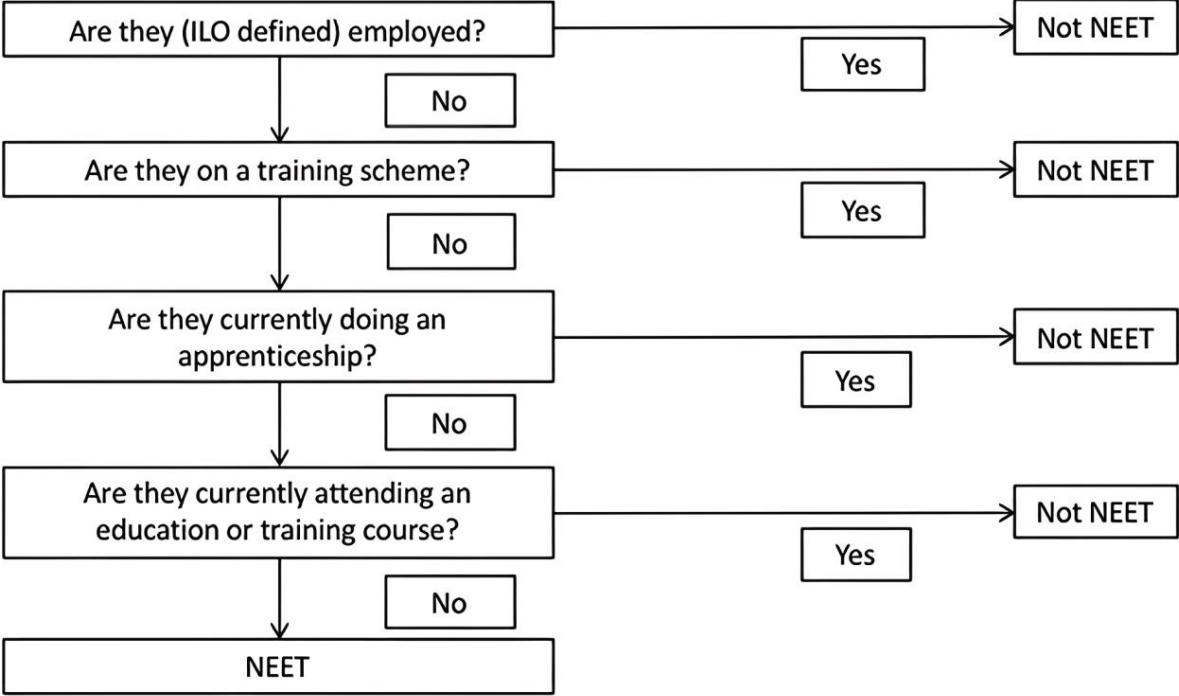 Are they (ILO defined) employed?
Not NEET
Yes
No
Are they on a training scheme?
Not NEET
Yes
No
Are they currently doing an
apprenticeship?
Not NEET
Yes
No
Are they currently attending an
education or training course?
Not NEET
Yes
No
NEET